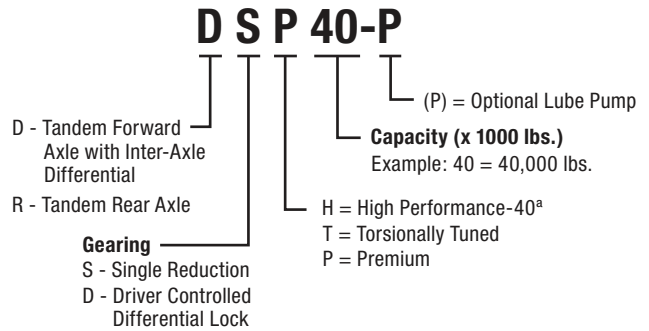 D S P 40-P
(P) = Optional Lube Pump
D - Tandem Forward
Axle with Inter-Axle
Differential
R - Tandem Rear Axle
Capacity (x 1000 lbs.)
Example: 40 = 40,000 lbs.
H = High Performance-40ª
T = Torsionally Tuned
P = Premium
Gearing
S - Single Reduction
D - Driver Controlled
Differential Lock